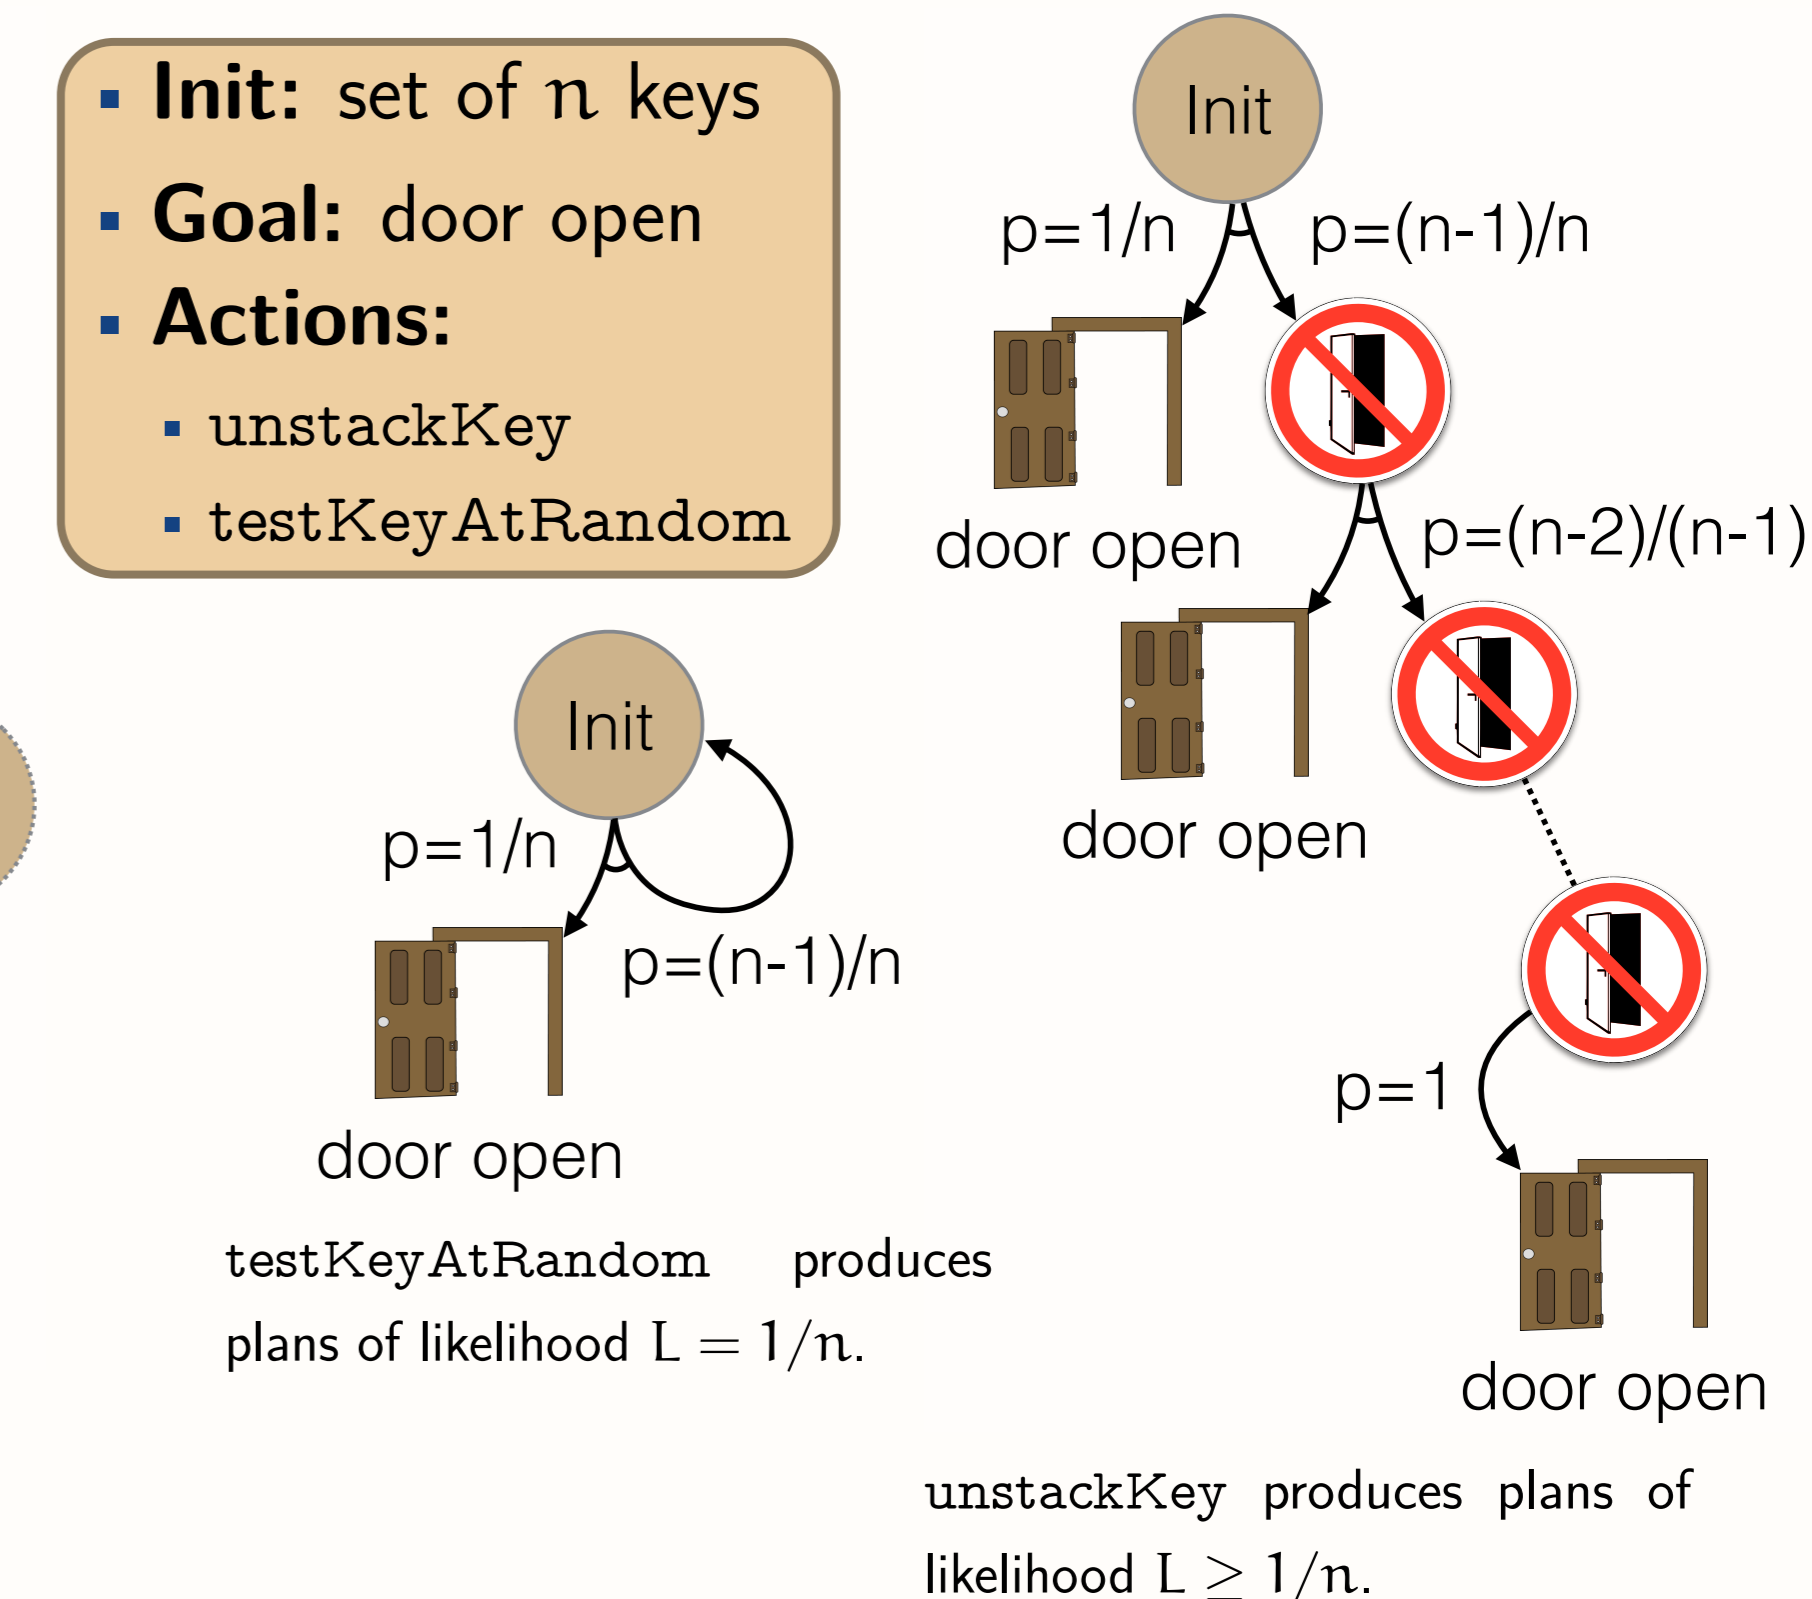 Init: set of n keys
Goal: door open
Actions:
unstackKey
testKeyAtRandom
Init
p=1/n
p=(n-1)/n
door open
testKeyAtRandom produces
plans of likelihood L = 1/n.
Init
p=1/n
p=(n-1)/n
door open
p=(n-2)/(n-1)
door open
p=1
door open
unstackKey produces plans of
likelihood L ≥ 1/n.